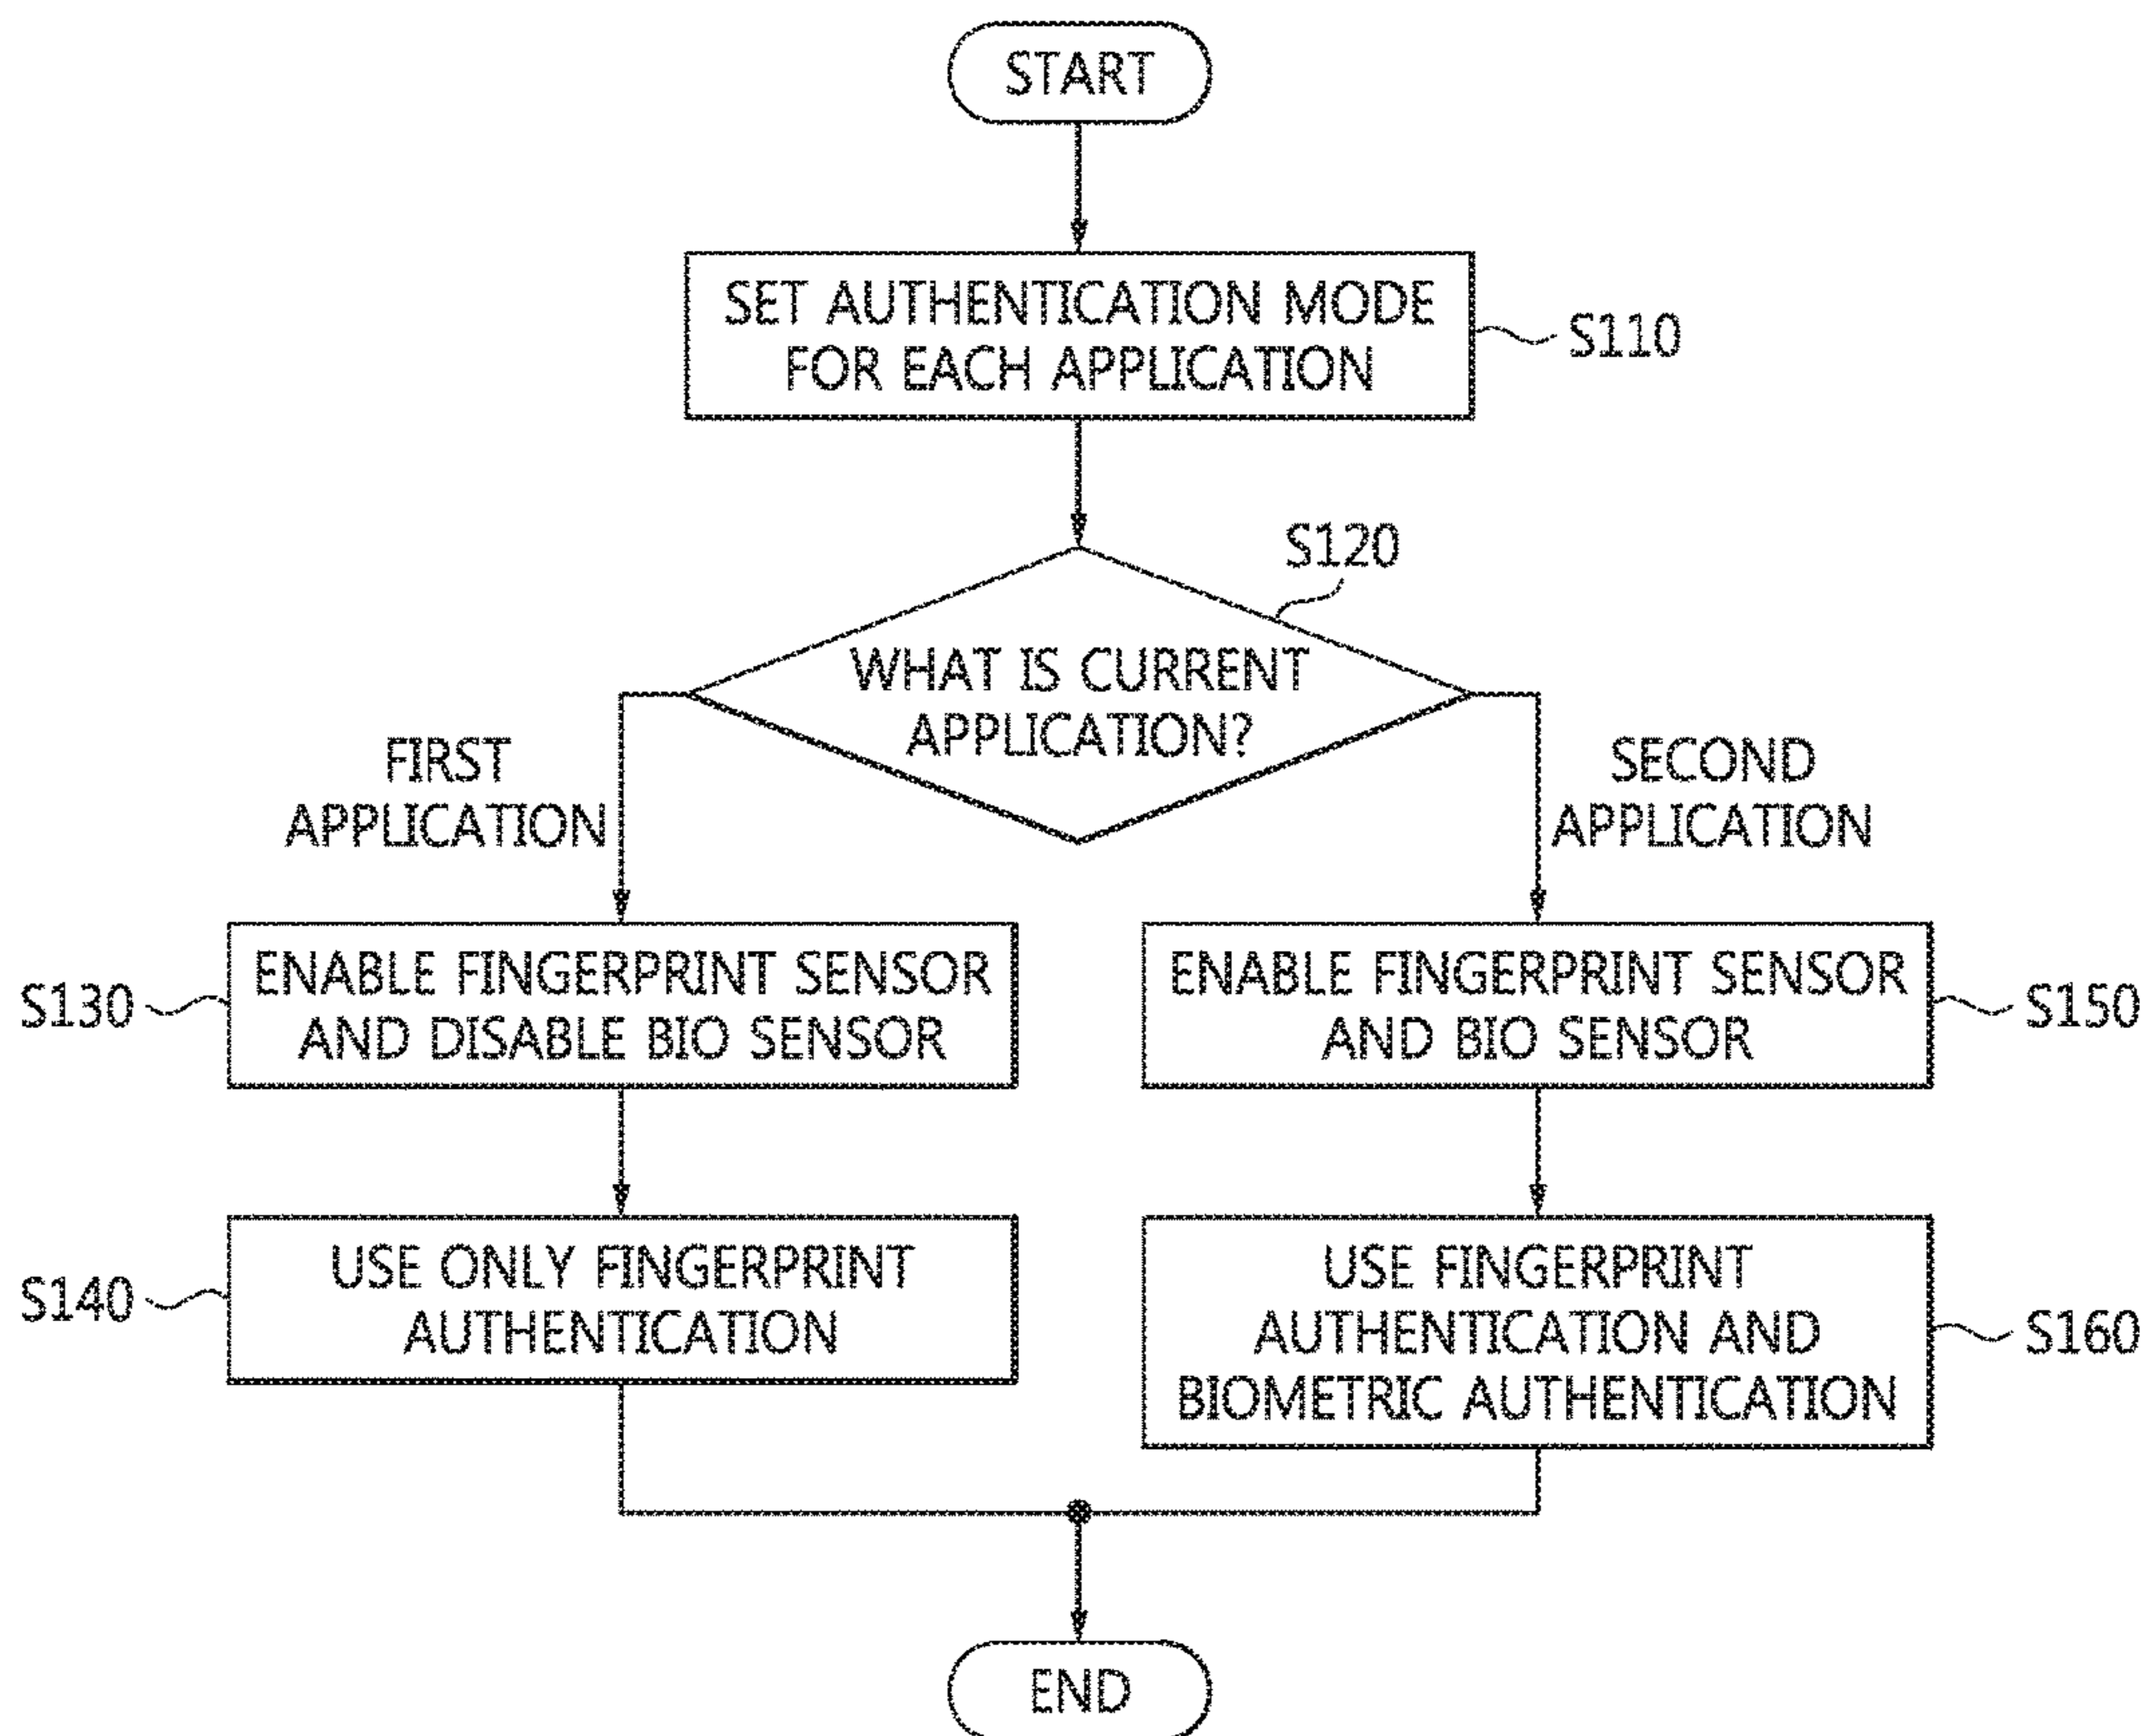 START
SET AUTHENTICATION MODE
FOR EACH APPLICATION
S110
S120
WHAT IS CURRENT
APPLICATION?
FIRST
APPLICATION
SECOND
APPLICATION
S130
ENABLE FINGERPRINT SENSOR
AND DISABLE BIO SENSOR
ENABLE FINGERPRINT SENSOR
AND BIO SENSOR
S150
S140
USE ONLY FINGERPRINT
AUTHENTICATION
USE FINGERPRINT
AUTHENTICATION AND
BIOMETRIC AUTHENTICATION
S160
END